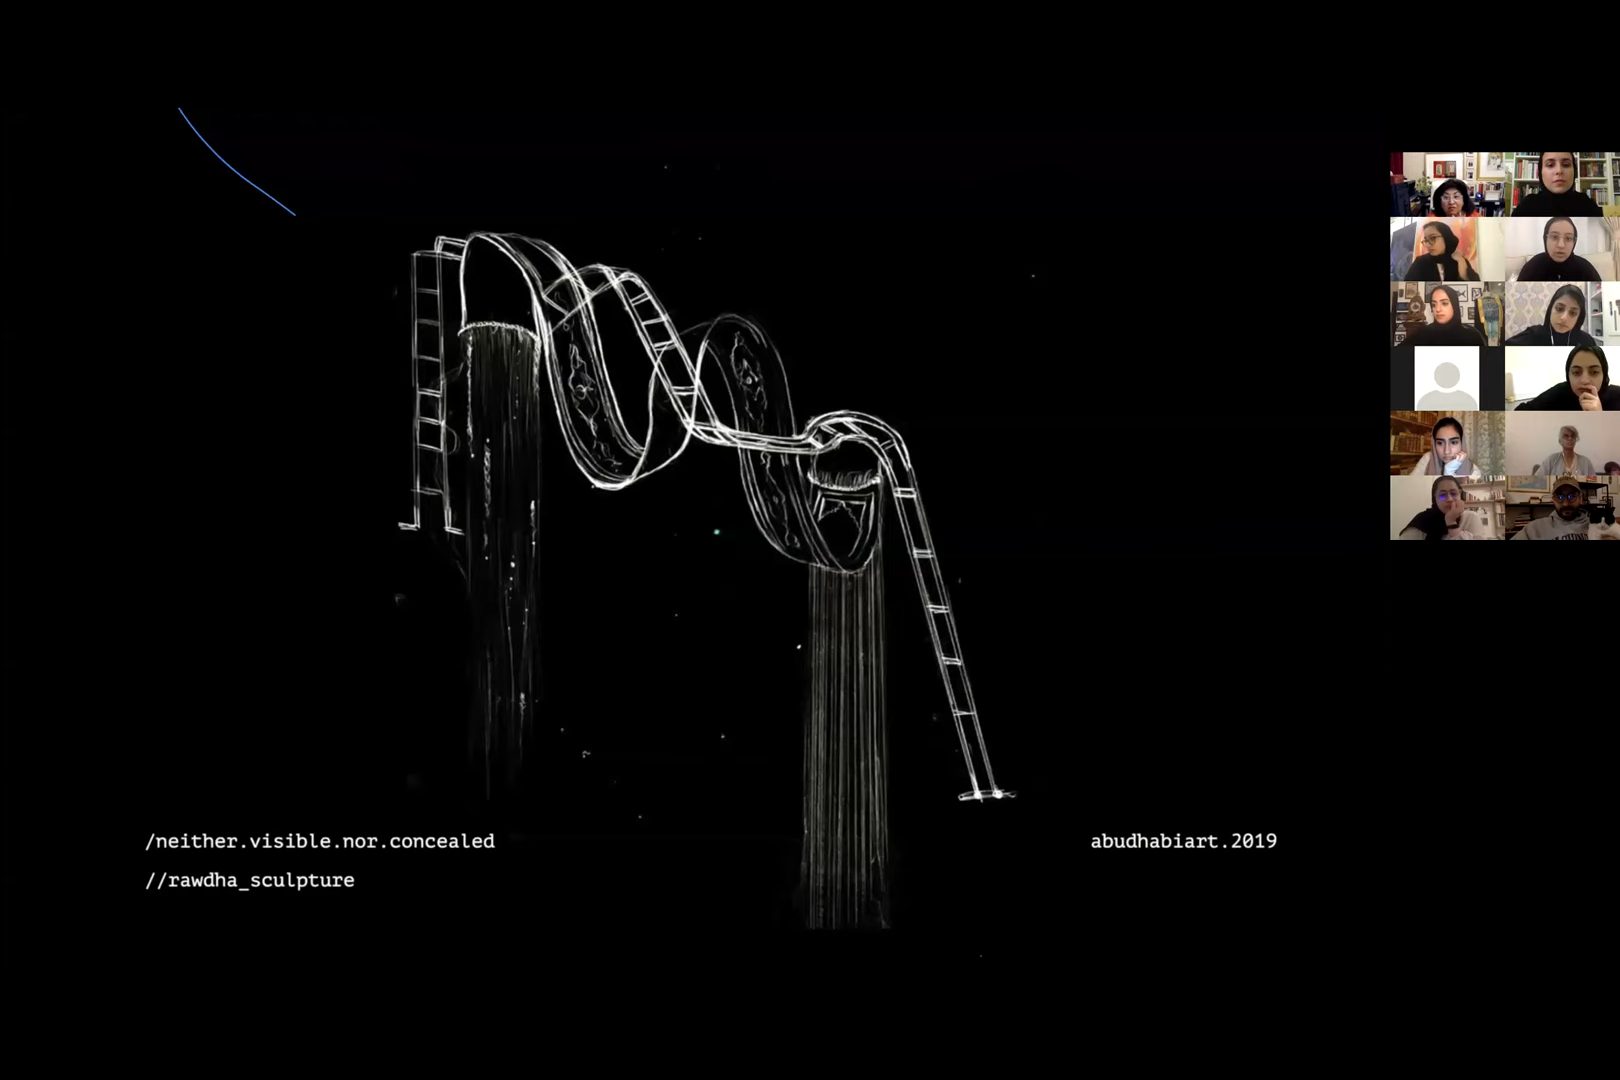 /neither.visible.nor.concealed
abudhabiart.2019
//rawdha_sculpture